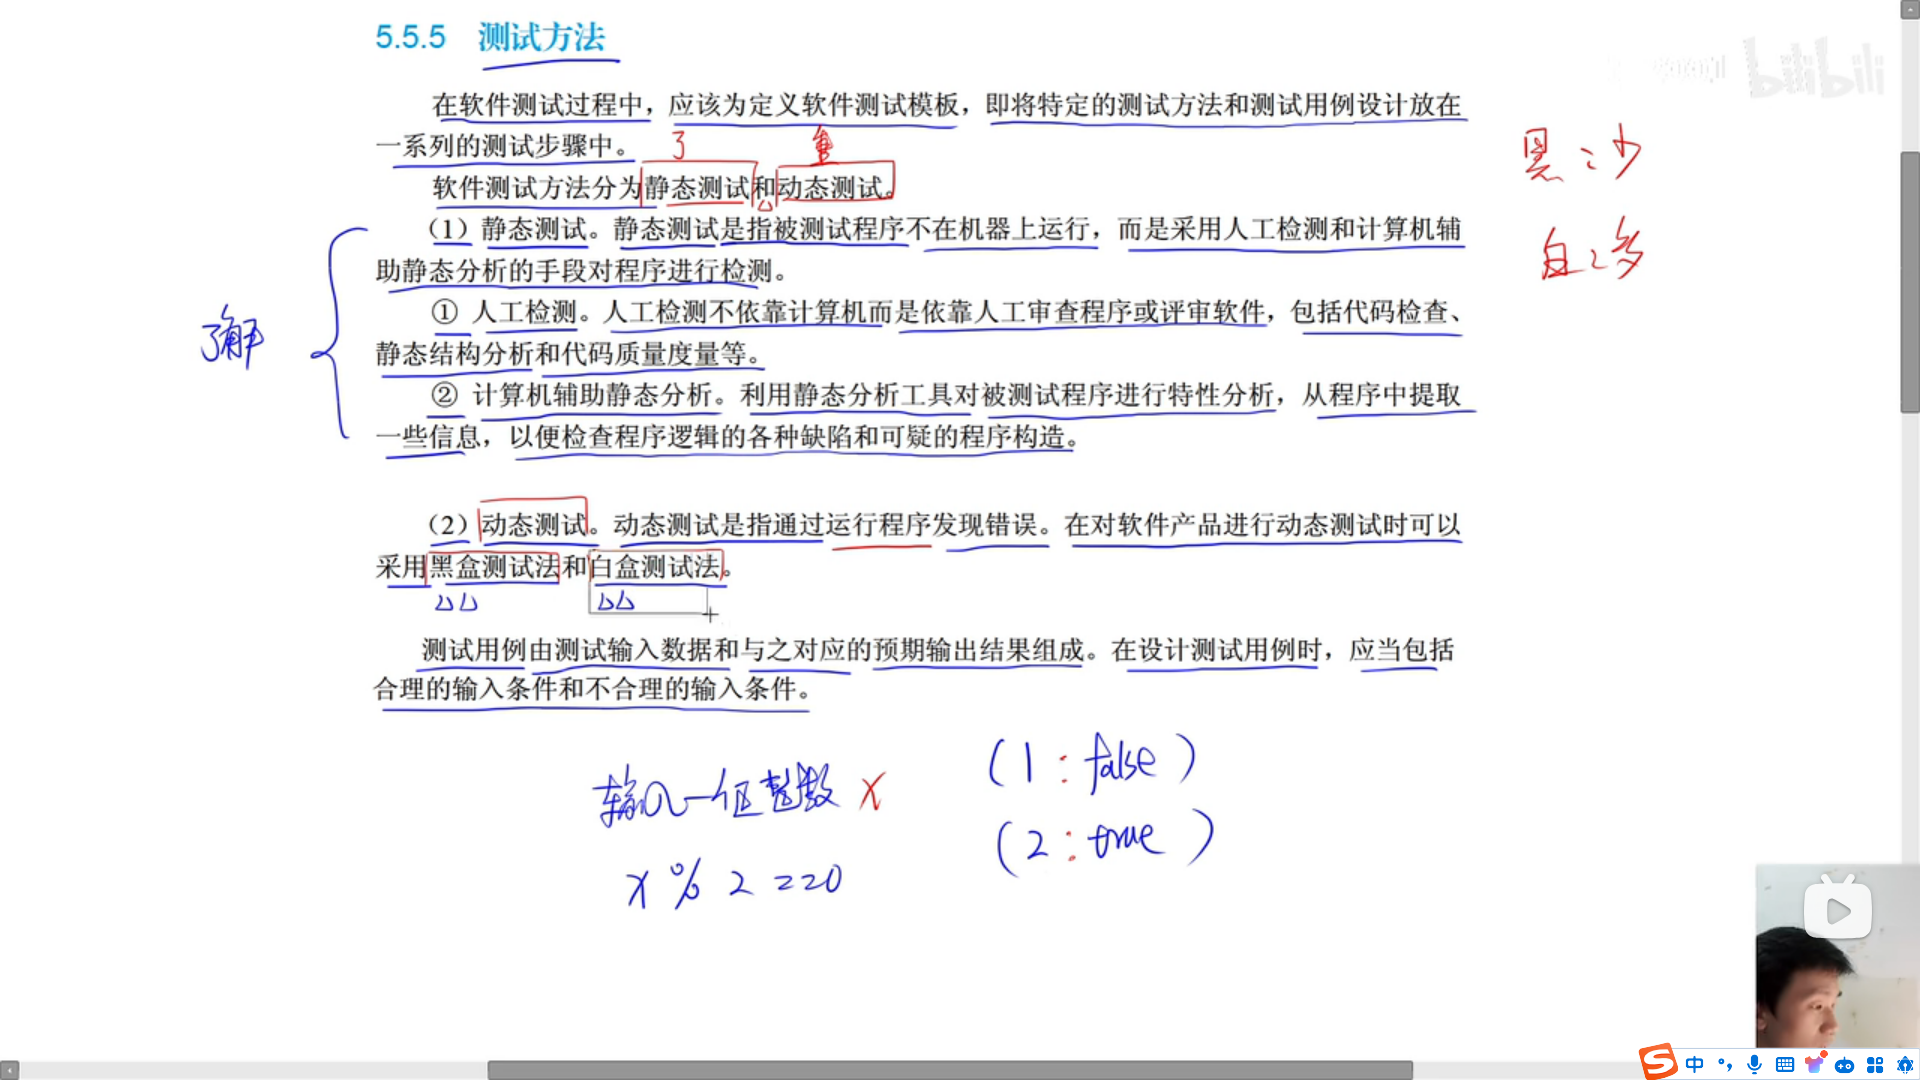 5.5.5 测试方法
在软件测试过程中，应该为定义软件测试模板，即将特定的测试方法和测试用例设计放在
一系列的测试步骤中。
了 重
软件测试方法分为静态测试和动态测试。
（1）静态测试。静态测试是指被测试程序不在机器上运行，而是采用人工检测和计算机辅
助静态分析的手段对程序进行检测。
① 人工检测。人工检测不依靠计算机而是依靠人工审查程序或评审软件，包括代码检查、
静态结构分析和代码质量度量等。
② 计算机辅助静态分析。利用静态分析工具对被测试程序进行特性分析，从程序中提取
一些信息，以便检查程序逻辑的各种缺陷和可疑的程序构造。
了解
（2）动态测试。动态测试是指通过运行程序发现错误。在对软件产品进行动态测试时可以
采用黑盒测试法和白盒测试法。
测试用例由测试输入数据和与之对应的预期输出结果组成。在设计测试用例时，应当包括
合理的输入条件和不合理的输入条件。
输入一个整数 x
x % 2 == 0
(1 : false)
(2 : true)
黑：少
白：多
bilibili
中